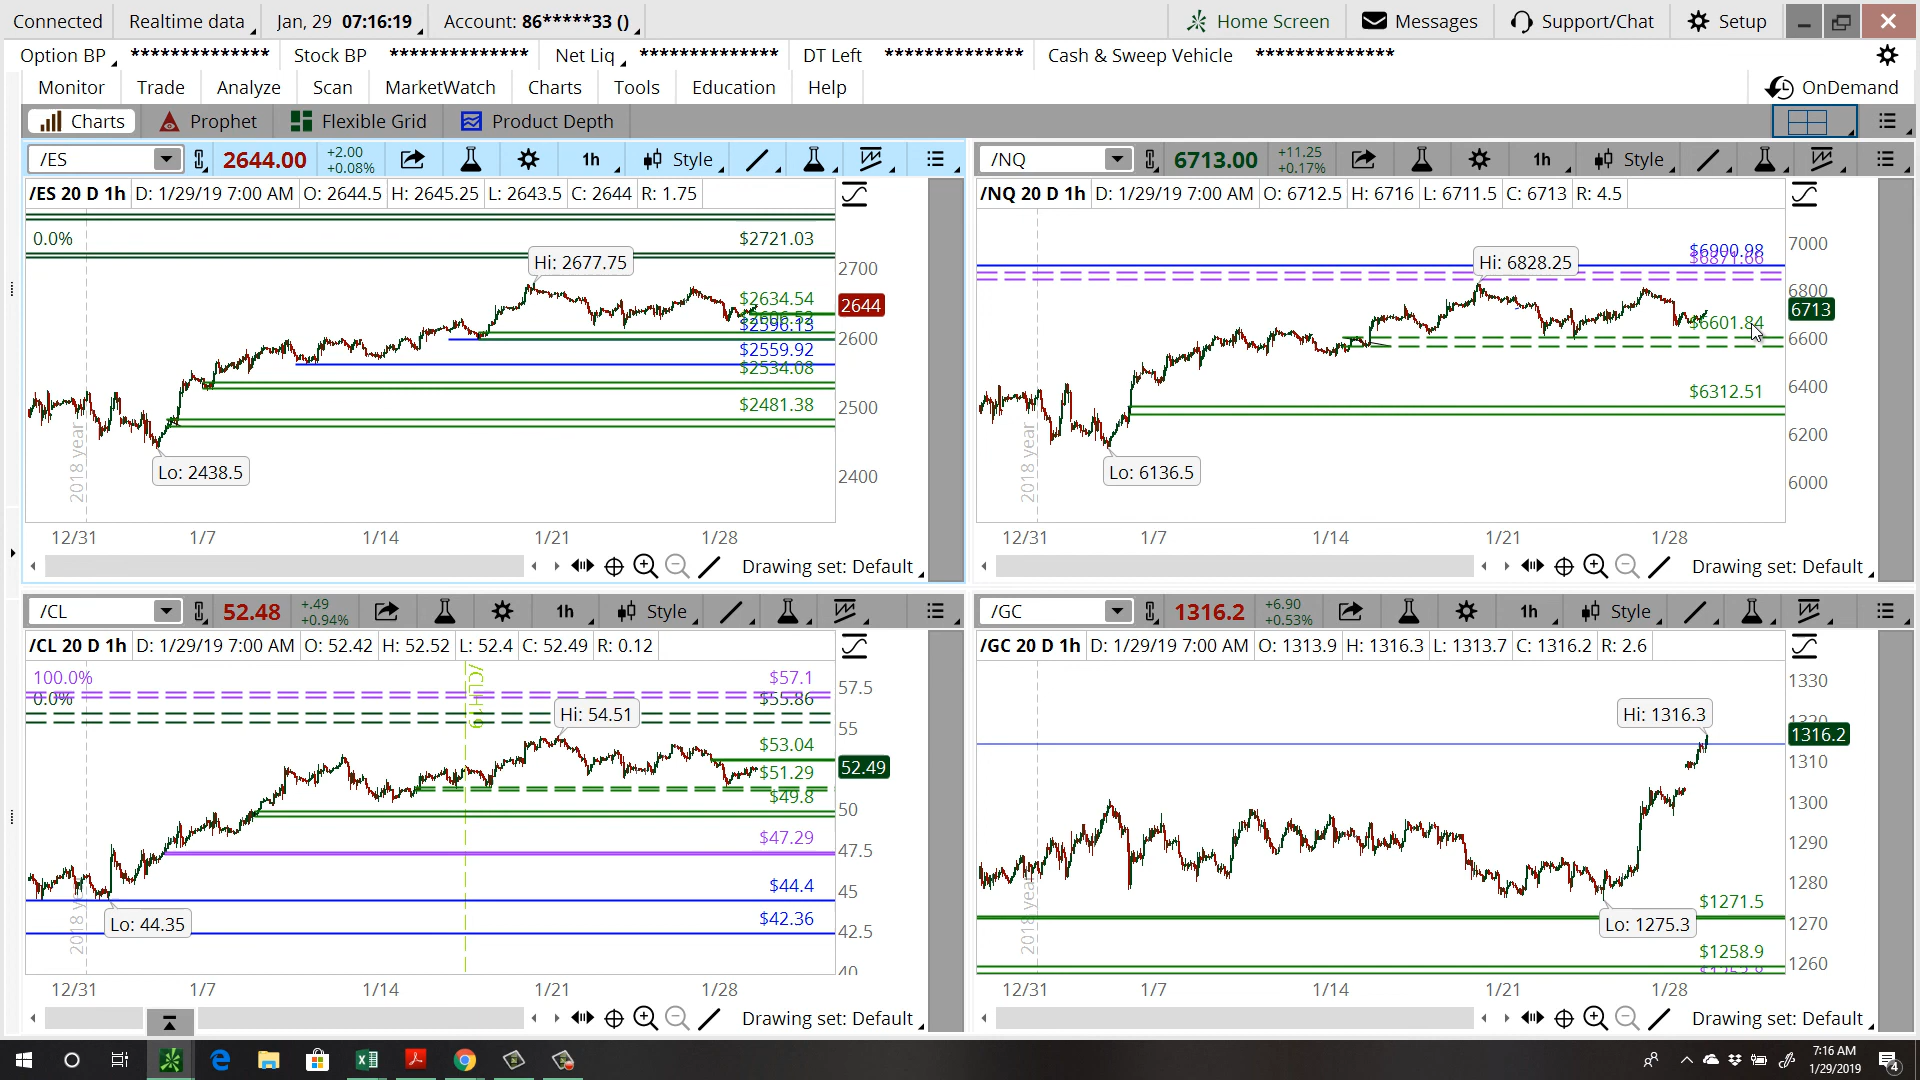 Connected Realtime data Jan, 29 07:16:19 Account: 86*****33 () Home Screen Messages Support/Chat Setup
Option BP ************** Stock BP ************** Net Liq ************** DT Left ************** Cash & Sweep Vehicle **************
Monitor Trade Analyze Scan MarketWatch Charts Tools Education Help OnDemand
Charts Prophet Flexible Grid Product Depth
/ES 2644.00 +2.00 +0.08% 1h Style
/ES 20 D 1h D: 1/29/19 7:00 AM O: 2644.5 H: 2645.25 L: 2643.5 C: 2644 R: 1.75
0.0% $2721.03
Hi: 2677.75 2700
$2634.54 2644
$2596.13 2600
$2559.92
$2534.08
$2481.38 2500
2018 year
Lo: 2438.5 2400
12/31 1/7 1/14 1/21 1/28
Drawing set: Default
/NQ 6713.00 +11.25 +0.17% 1h Style
/NQ 20 D 1h D: 1/29/19 7:00 AM O: 6712.5 H: 6716 L: 6711.5 C: 6713 R: 4.5
7000
$6900.98
$6871.66
Hi: 6828.25
6800
6713
$6601.84
6600
6400
$6312.51
6200
2018 year
Lo: 6136.5
6000
12/31 1/7 1/14 1/21 1/28
Drawing set: Default
/CL 52.48 +.49 +0.94% 1h Style
/CL 20 D 1h D: 1/29/19 7:00 AM O: 52.42 H: 52.52 L: 52.4 C: 52.49 R: 0.12
100.0% $57.1 57.5
0.0% $55.86
/CLH19
Hi: 54.51 55
$53.04
$51.29 52.49
$49.8 50
$47.29 47.5
$44.4 45
$42.36 42.5
2018 year
Lo: 44.35
40
12/31 1/7 1/14 1/21 1/28
Drawing set: Default
/GC 1316.2 +6.90 +0.53% 1h Style
/GC 20 D 1h D: 1/29/19 7:00 AM O: 1313.9 H: 1316.3 L: 1313.7 C: 1316.2 R: 2.6
1330
Hi: 1316.3 1320
1316.2
1310
1300
1290
1280
$1271.5
1270
2018 year
Lo: 1275.3
$1258.9
1260
12/31 1/7 1/14 1/21 1/28
Drawing set: Default
7:16 AM
1/29/2019
4